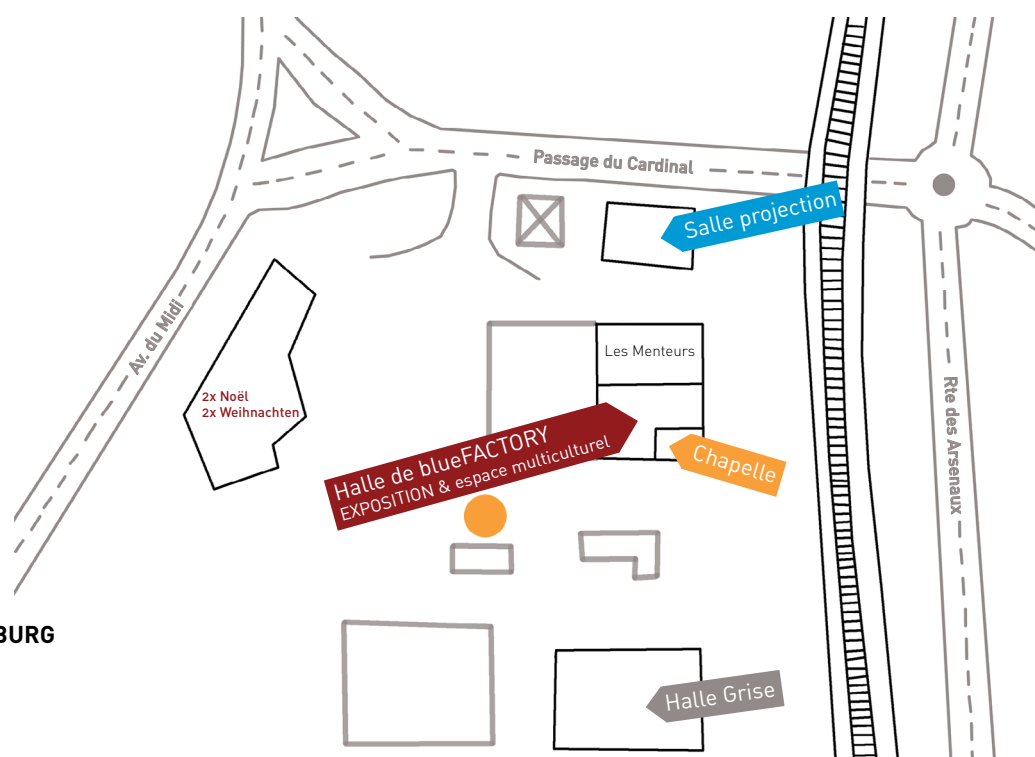 Passage du Cardinal
Salle projection
Av. du Midi
Les Menteurs
2x Noël
2x Weihnachten
Halle de blueFACTORY
EXPOSITION & espace multiculturel
Chapelle
Rte des Arsenaux
BURG
Halle Grise